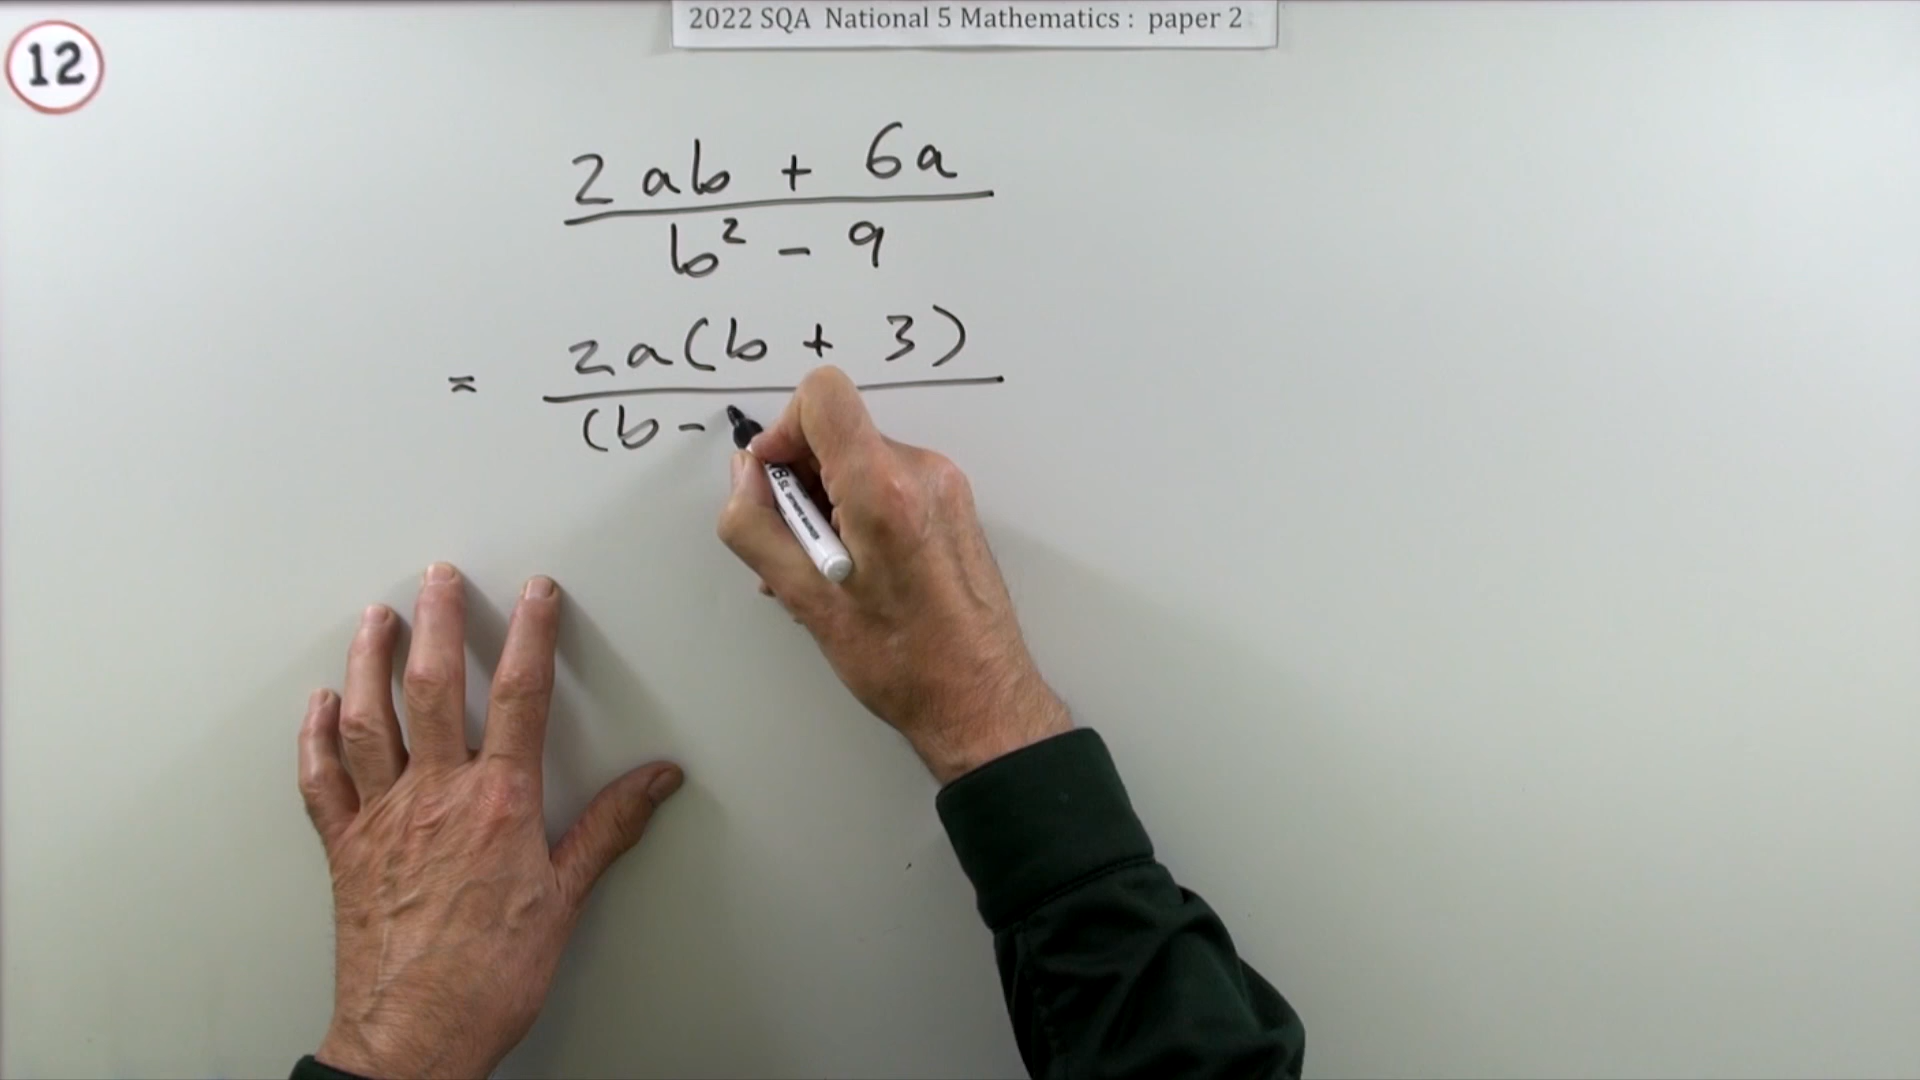 2022 SQA National 5 Mathematics : paper 2
12
2ab + 6a
b² - 9
= 2a(b + 3)
(b -